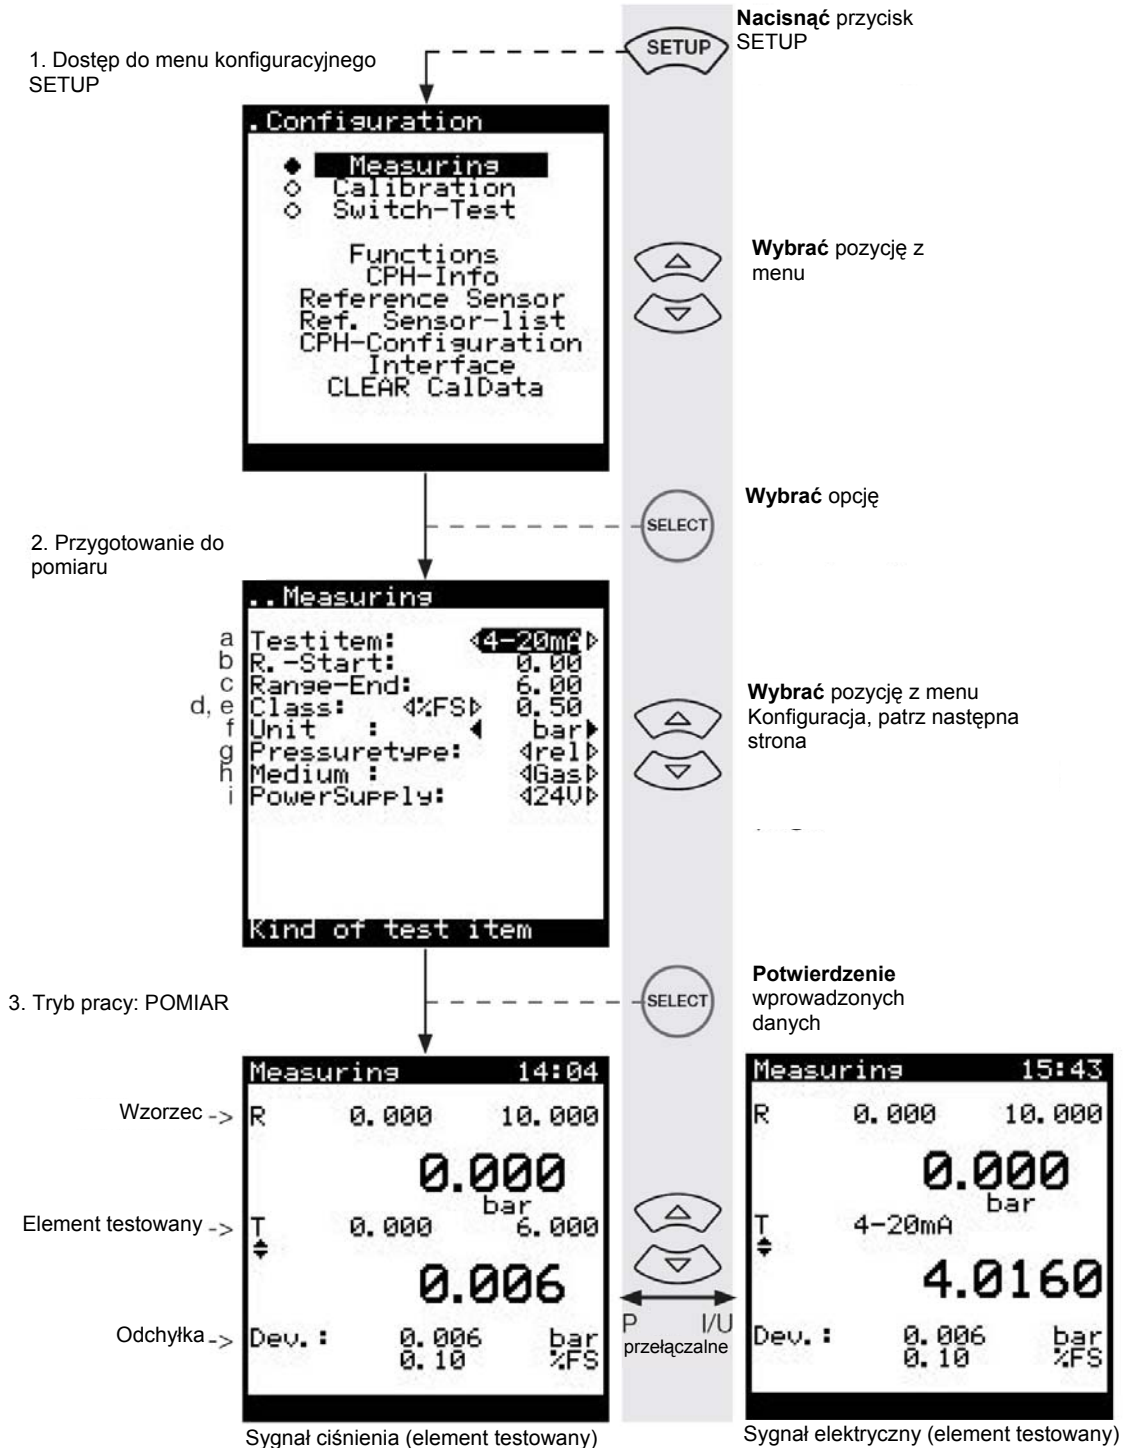 Nacisnąć przycisk
SETUP
SETUP
1. Dostęp do menu konfiguracyjnego
SETUP
.Configuration
Measuring
Calibration
Switch-Test
Functions
CPH-Info
Reference Sensor
Ref. Sensor-list
CPH-Configuration
Interface
CLEAR CalData
Wybrać pozycję z
menu
Wybrać opcję
SELECT
2. Przygotowanie do
pomiaru
..Measuring
a Testitem: 4-20mA
b R.-Start: 0.00
c Range-End: 6.00
d, e Class: %FS 0.50
f Unit : bar
g Pressuretype: rel
h Medium : Gas
i PowerSupply: 24V
Kind of test item
Wybrać pozycję z menu
Konfiguracja, patrz następna
strona
3. Tryb pracy: POMIAR
SELECT
Potwierdzenie
wprowadzonych
danych
Measuring 14:04
Wzorzec -> R 0.000 10.000
0.000
bar
Element testowany -> T 0.000 6.000
0.006
Odchyłka -> Dev.: 0.006 bar
0.10 %FS
Sygnał ciśnienia (element testowany)
P I/U
przełączalne
Measuring 15:43
R 0.000 10.000
0.000
bar
T 4-20mA
4.0160
Dev.: 0.006 bar
0.10 %FS
Sygnał elektryczny (element testowany)